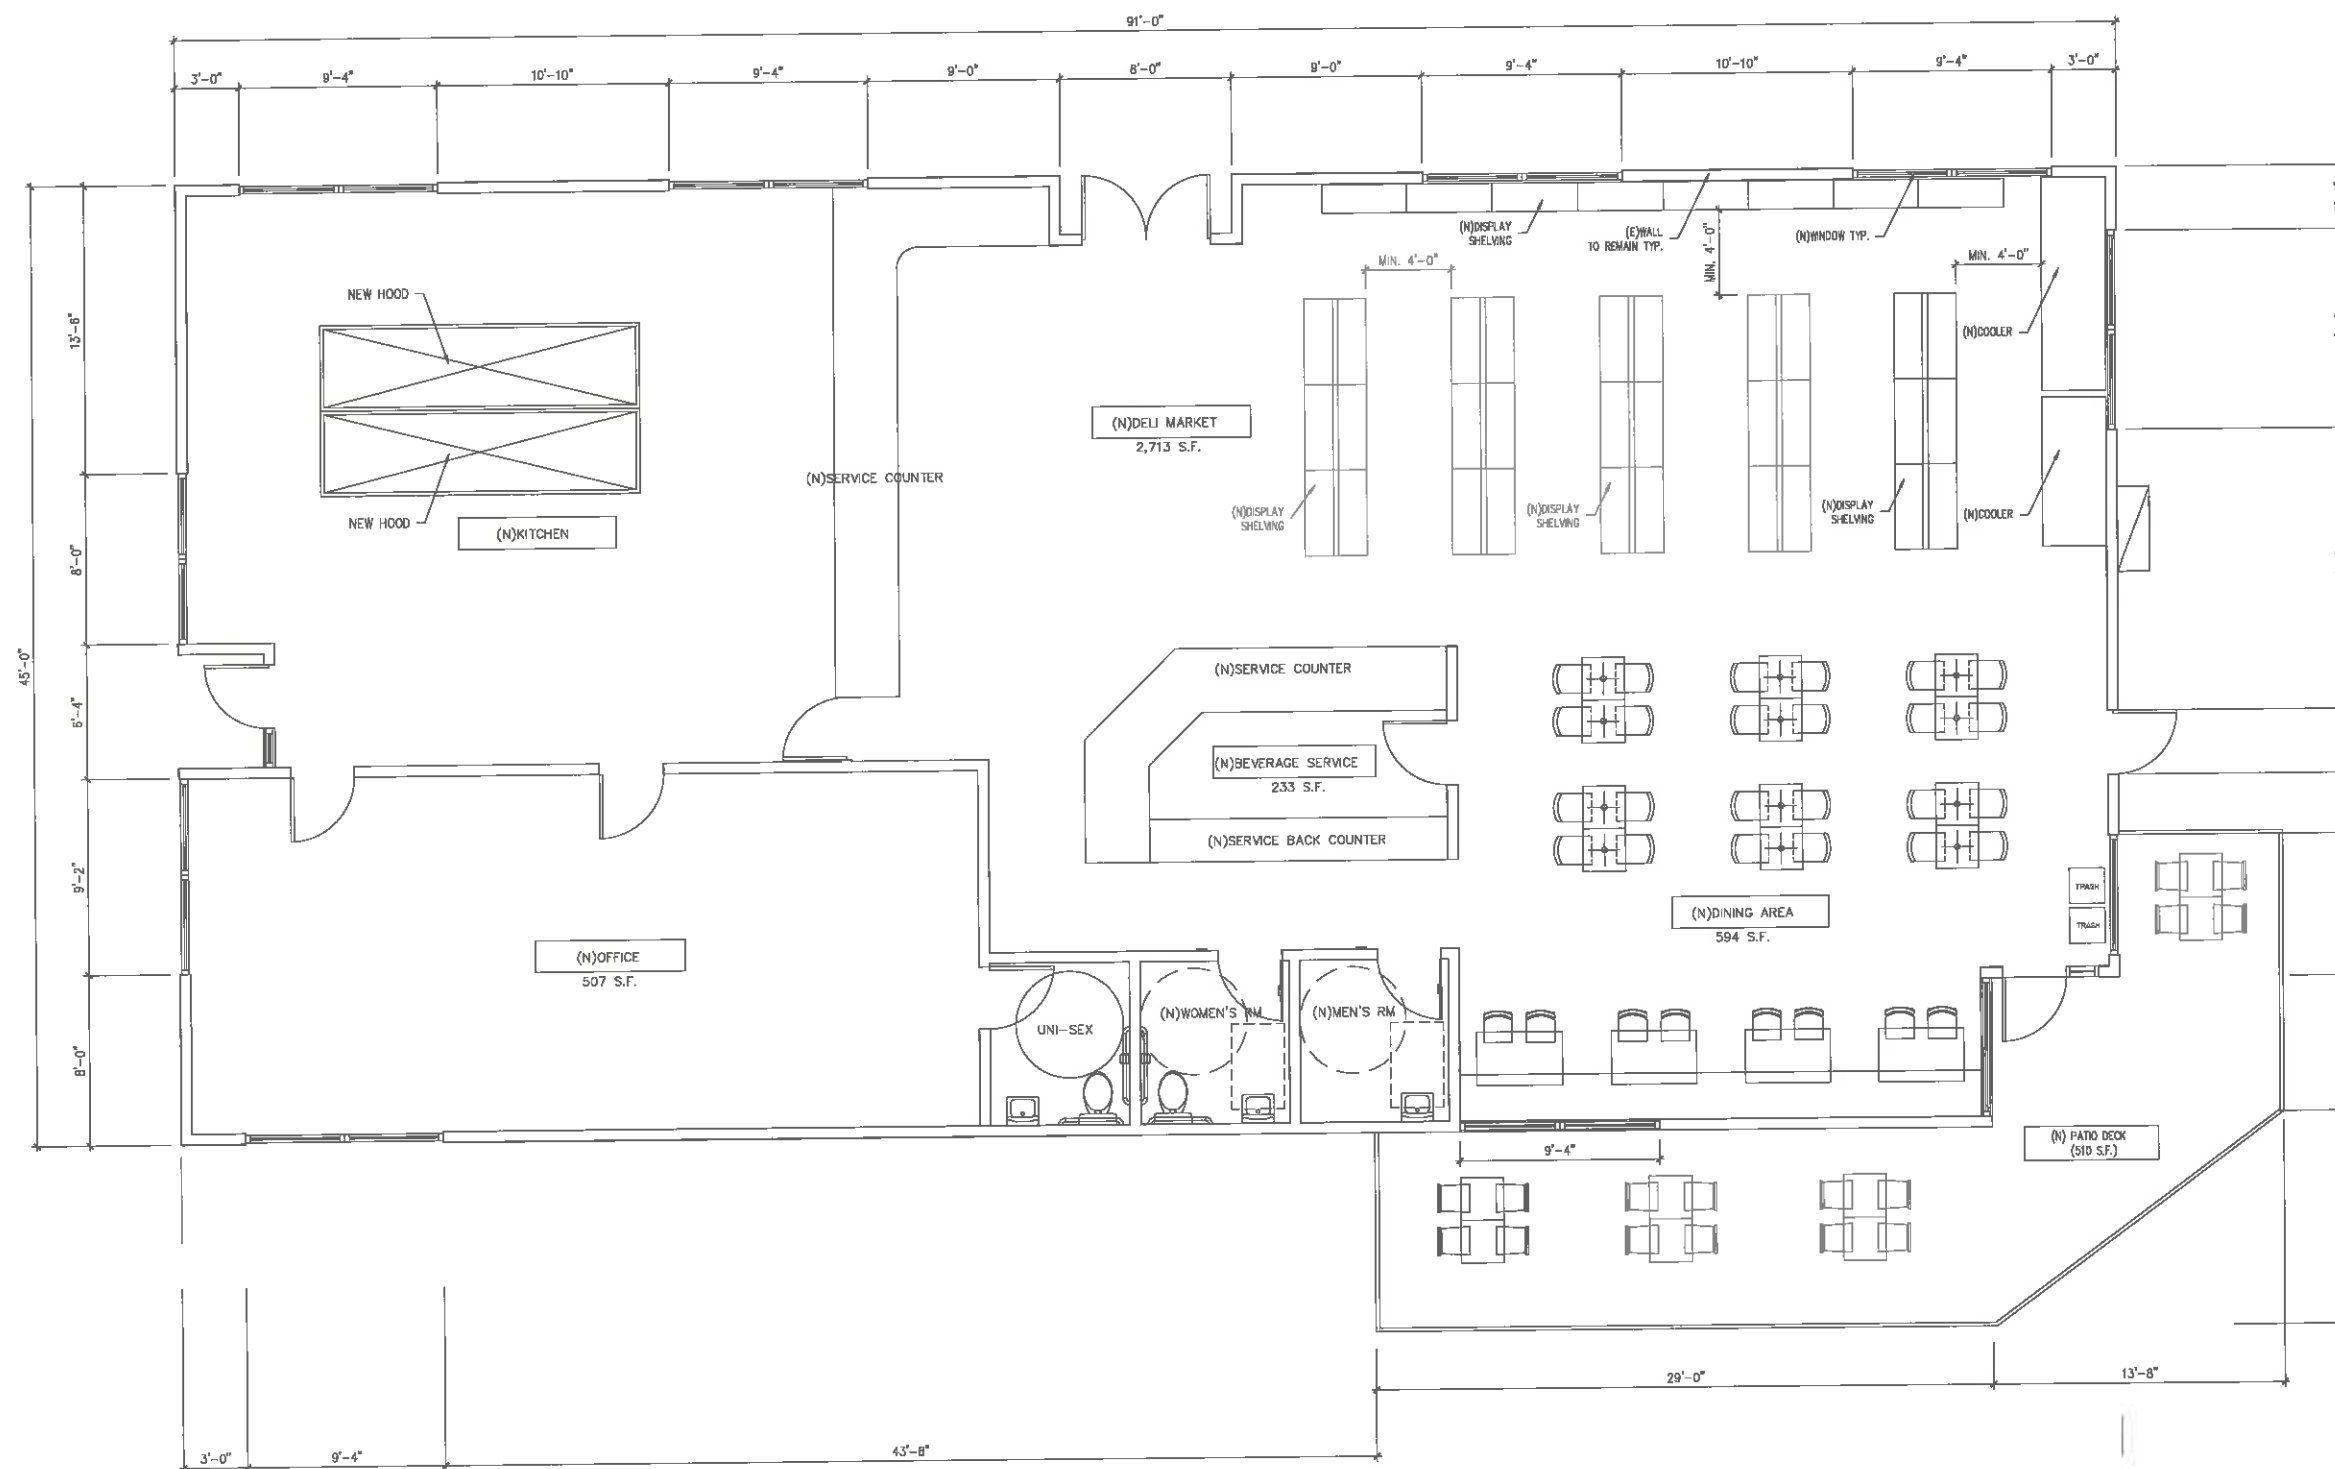 91'-0"
3'-0"
9'-4"
10'-10"
9'-4"
9'-0"
8'-0"
9'-0"
9'-4"
10'-10"
9'-4"
3'-0"
(N)DISPLAY
SHELVING
(E)WALL
TO REMAIN TYP.
MIN. 4'-0"
(N)WINDOW TYP.
MIN. 4'-0"
MIN. 4'-0"
NEW HOOD
13'-6"
(N)COOLER
(N)DELI MARKET
2,713 S.F.
(N)SERVICE COUNTER
NEW HOOD
(N)KITCHEN
(N)DISPLAY
SHELVING
(N)DISPLAY
SHELVING
(N)DISPLAY
SHELVING
(N)COOLER
8'-0"
45'-0"
6'-4"
(N)SERVICE COUNTER
(N)BEVERAGE SERVICE
233 S.F.
(N)SERVICE BACK COUNTER
9'-2"
TRASH
TRASH
(N)DINING AREA
594 S.F.
(N)OFFICE
507 S.F.
8'-0"
UNI-SEX
(N)WOMEN'S RM
(N)MEN'S RM
(N) PATIO DECK
(510 S.F.)
9'-4"
29'-0"
13'-8"
3'-0"
9'-4"
43'-8"